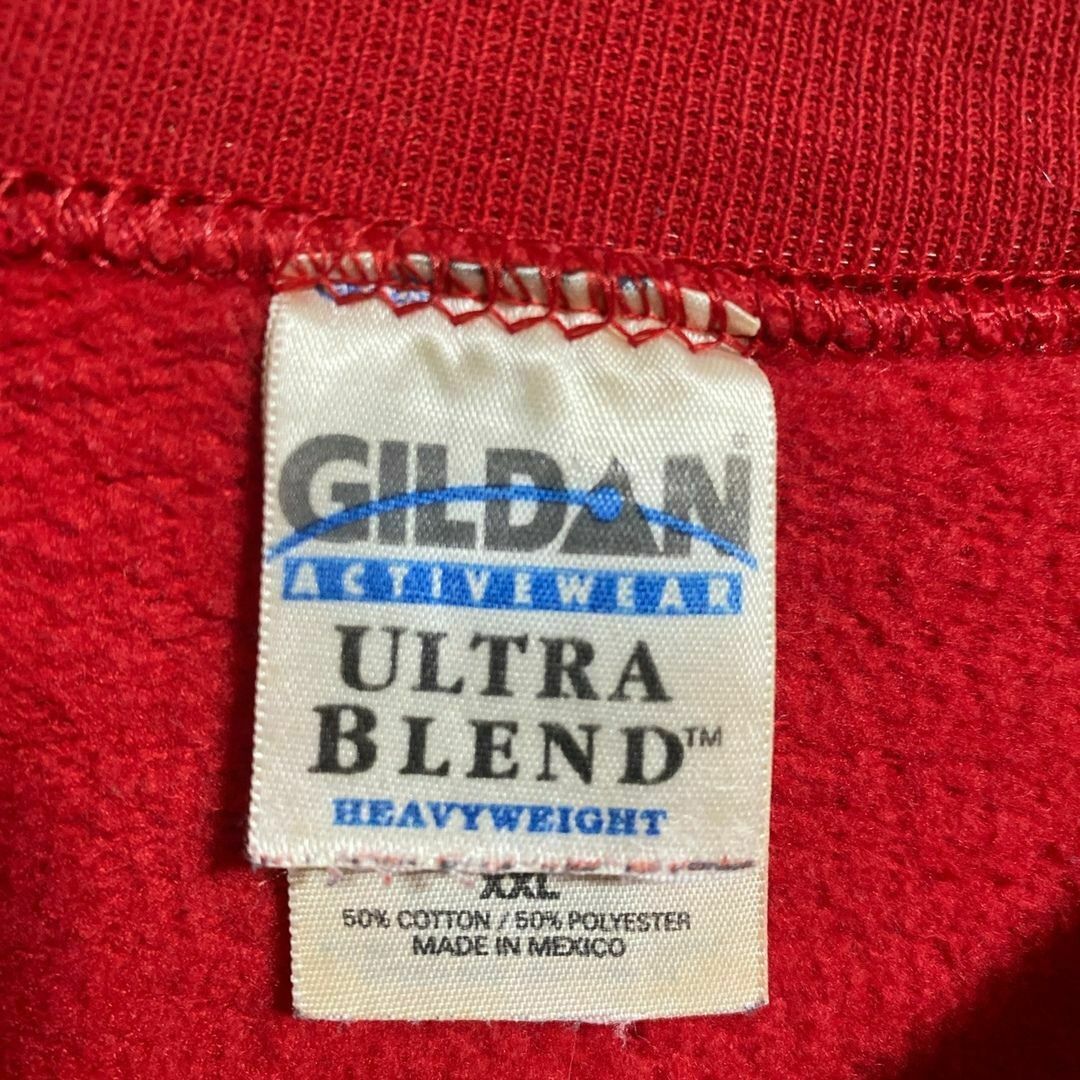 GILDAN
ACTIVEWEAR
ULTRA
BLEND™
HEAVYWEIGHT
XXL
50% COTTON / 50% POLYESTER
MADE IN MEXICO